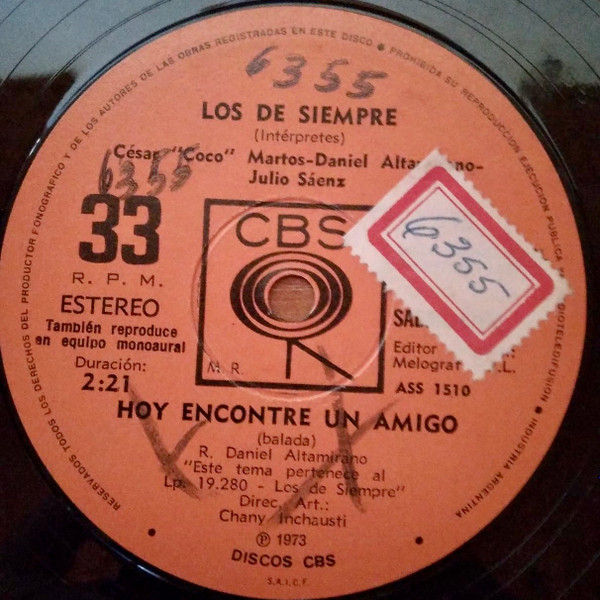 RESERVADOS TODOS LOS DERECHOS DEL PRODUCTOR FONOGRAFICO Y DE LOS AUTORES DE LAS OBRAS REGISTRADAS EN ESTE DISCO • PROHIBIDA SU REPRODUCCION EJECUCION PUBLICA
• INDUSTRIA ARGENTINA
6355
LOS DE SIEMPRE
(Intérpretes)
César "Coco" Martos-Daniel
Julio Sáenz
6355
6355
33
R. P. M.
CBS
ESTEREO
También reproduce
en equipo monoaural
Editor
Duración:
M. R.
2:21
ASS 1510
HOY ENCONTRE UN AMIGO
(balada)
R. Daniel Altamirano
"Este tema pertenece al
Lp. 19.280 - Los de Siempre"
Direc. Art.:
Chany Inchausti
℗ 1973
DISCOS CBS
S.A.I.C.F.